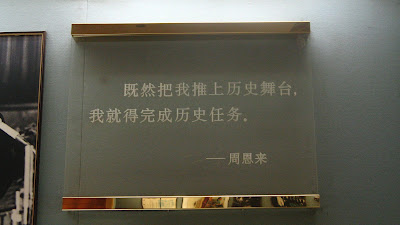 既然把我推上历史舞台，
我就得完成历史任务。
——周恩来